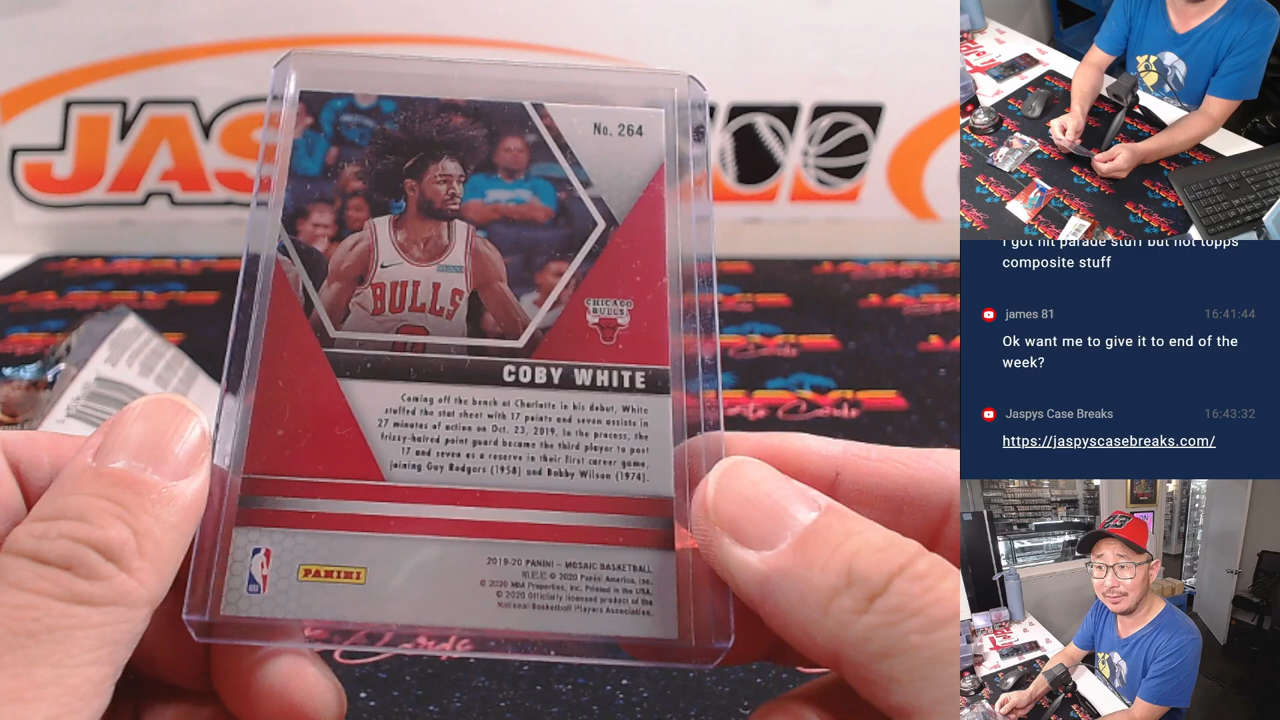 JAS
No. 264
BULLS
CHICAGO
BULLS
COBY WHITE
Coming off the bench at Charlotte in his debut, White
stuffed the stat sheet with 17 points and seven assists in
27 minutes of action on Oct. 23, 2019. In the process, the
frizzy-haired point guard became the third player to post
17 and seven as a reserve in their first career game,
joining Guy Rodgers (1958) and Bobby Wilson (1974).
PANINI
2019-20 PANINI – MOSAIC BASKETBALL
© 2020 Panini America, Inc.
© 2020 NBA Properties, Inc. Printed in the USA.
© 2020 Officially licensed product of the
National Basketball Players Association.
I got hit parade stuff but not topps
composite stuff
james 81 16:41:44
Ok want me to give it to end of the
week?
Jaspys Case Breaks 16:43:32
https://jaspyscasebreaks.com/